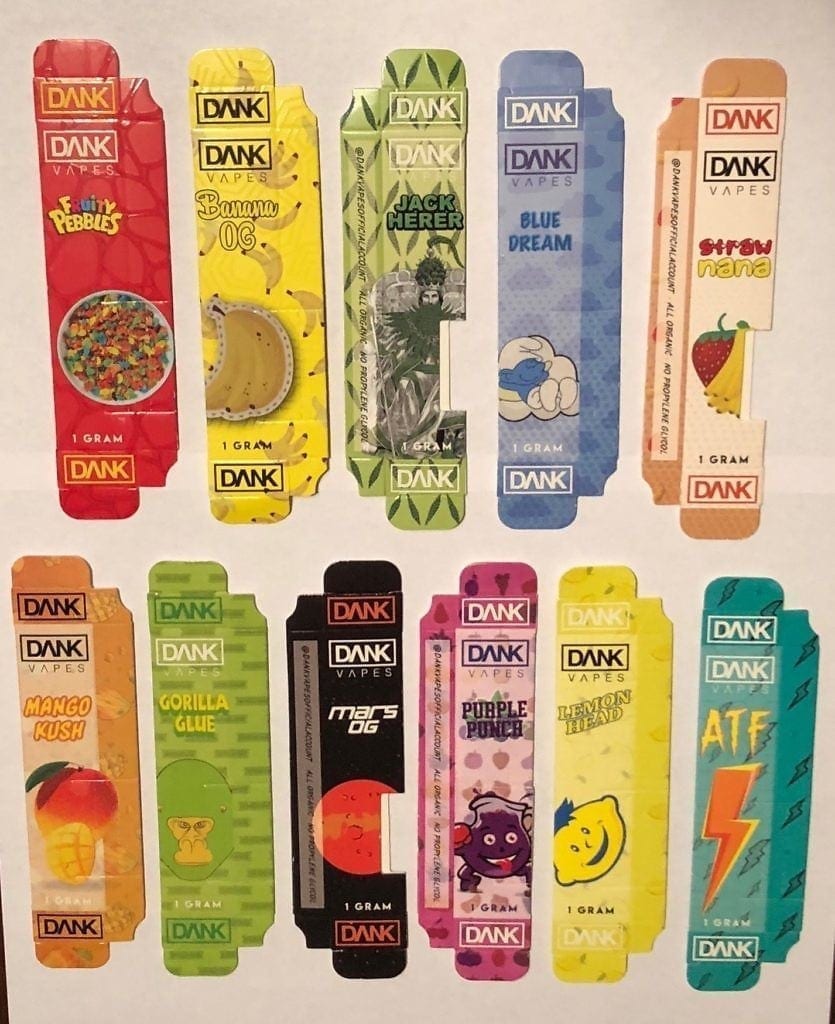 DANK
DANK
VAPES
FRUITY
PEBBLES
1 GRAM
DANK
DANK
DANK
VAPES
Banana
OG
1 GRAM
DANK
DANK
DANK
VAPES
JACK
HERER
@DANKVAPESOFFICIALACCOUNT ALL ORGANIC NO PROPYLENE GLYCOL
1 GRAM
DANK
DANK
DANK
VAPES
BLUE
DREAM
1 GRAM
DANK
DANK
DANK
VAPES
straw
nana
@DANKVAPESOFFICIALACCOUNT ALL ORGANIC NO PROPYLENE GLYCOL
1 GRAM
DANK
DANK
DANK
VAPES
MANGO
KUSH
1 GRAM
DANK
DANK
DANK
VAPES
GORILLA
GLUE
1 GRAM
DANK
DANK
DANK
VAPES
mars
OG
@DANKVAPESOFFICIALACCOUNT ALL ORGANIC NO PROPYLENE GLYCOL
1 GRAM
DANK
DANK
DANK
VAPES
PURPLE
PUNCH
@DANKVAPESOFFICIALACCOUNT ALL ORGANIC NO PROPYLENE GLYCOL
1 GRAM
DANK
DANK
DANK
VAPES
LEMON
HEAD
1 GRAM
DANK
DANK
DANK
VAPES
ATF
1 GRAM
DANK